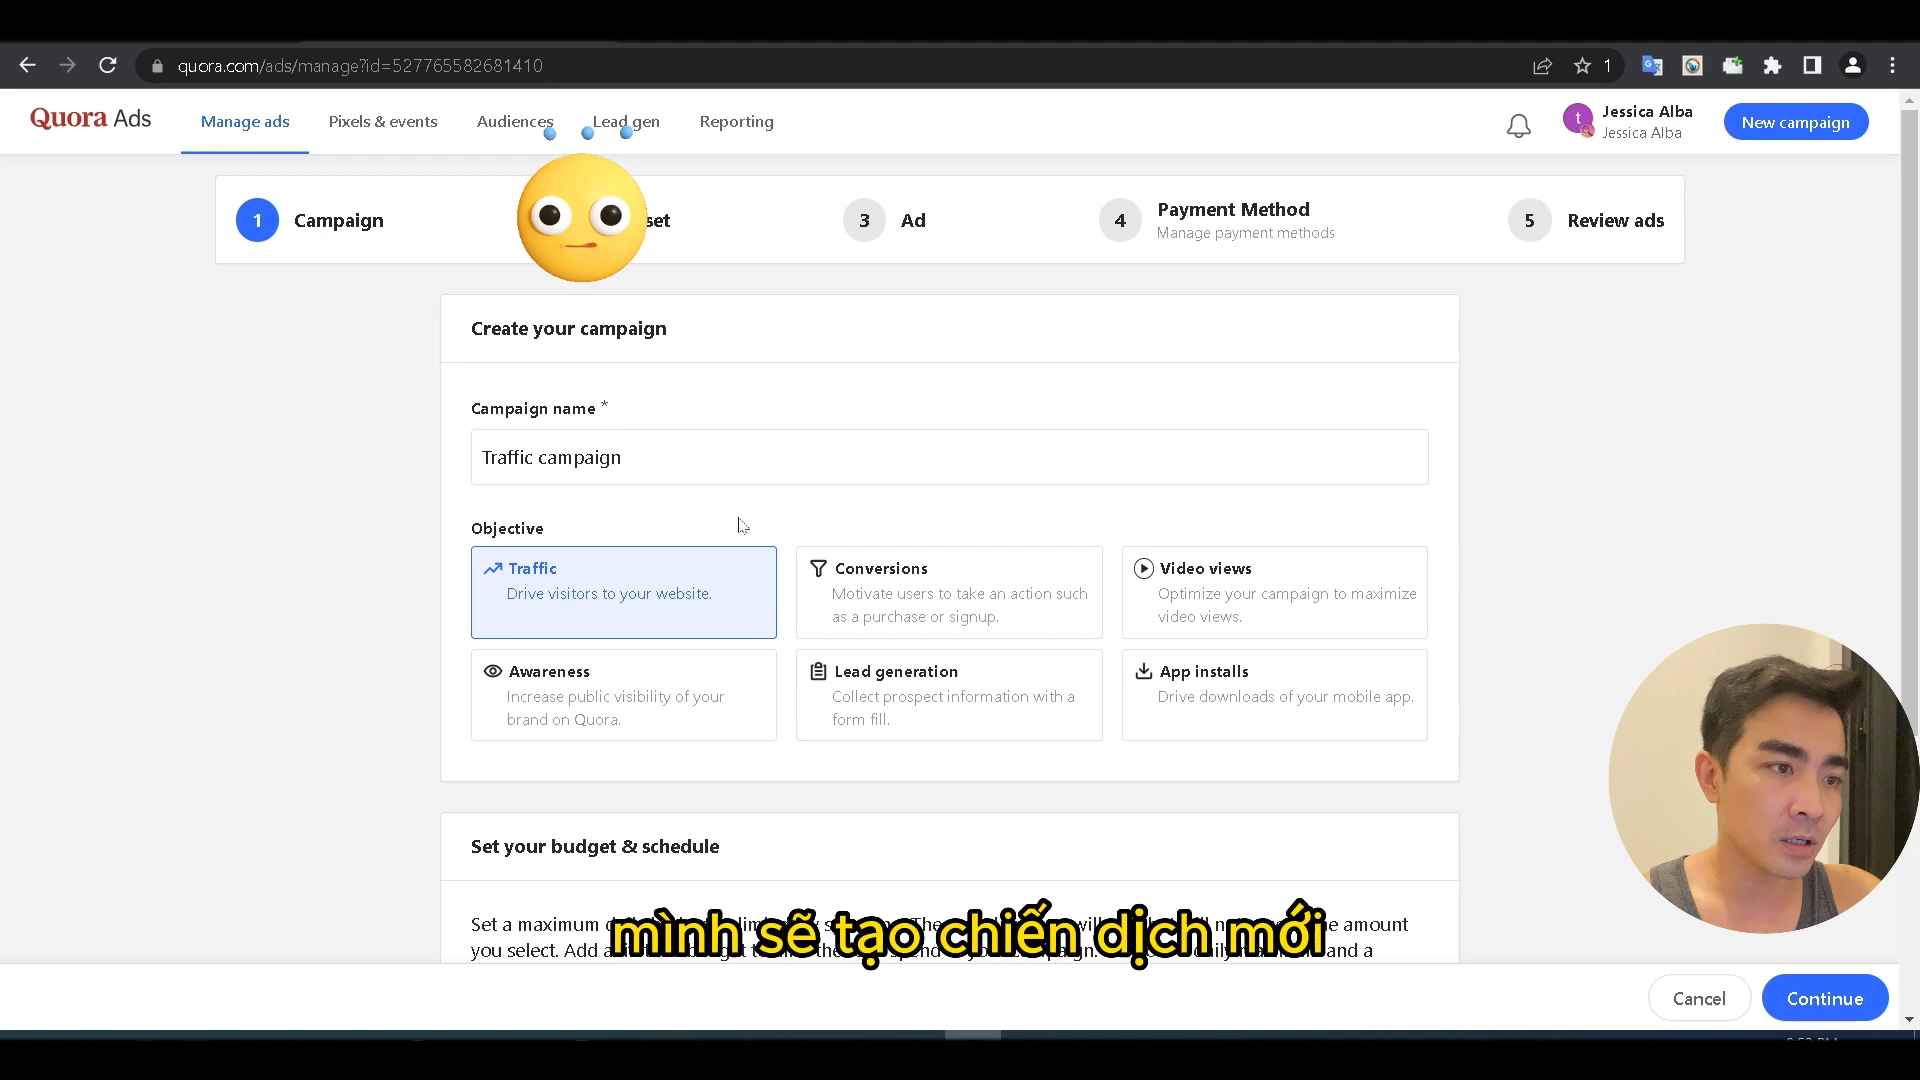 quora.com/ads/manage?id=527765582681410
1
Quora Ads
Manage ads
Pixels & events
Audiences
Lead gen
Reporting
t
Jessica Alba
Jessica Alba
New campaign
1 Campaign
set
3 Ad
4 Payment Method
Manage payment methods
5 Review ads
Create your campaign
Campaign name *
Traffic campaign
Objective
Traffic
Drive visitors to your website.
Conversions
Motivate users to take an action such
as a purchase or signup.
Video views
Optimize your campaign to maximize
video views.
Awareness
Increase public visibility of your
brand on Quora.
Lead generation
Collect prospect information with a
form fill.
App installs
Drive downloads of your mobile app.
Set your budget & schedule
Set a maximum amount
you select. Add and a
mình sẽ tạo chiến dịch mới
Cancel
Continue